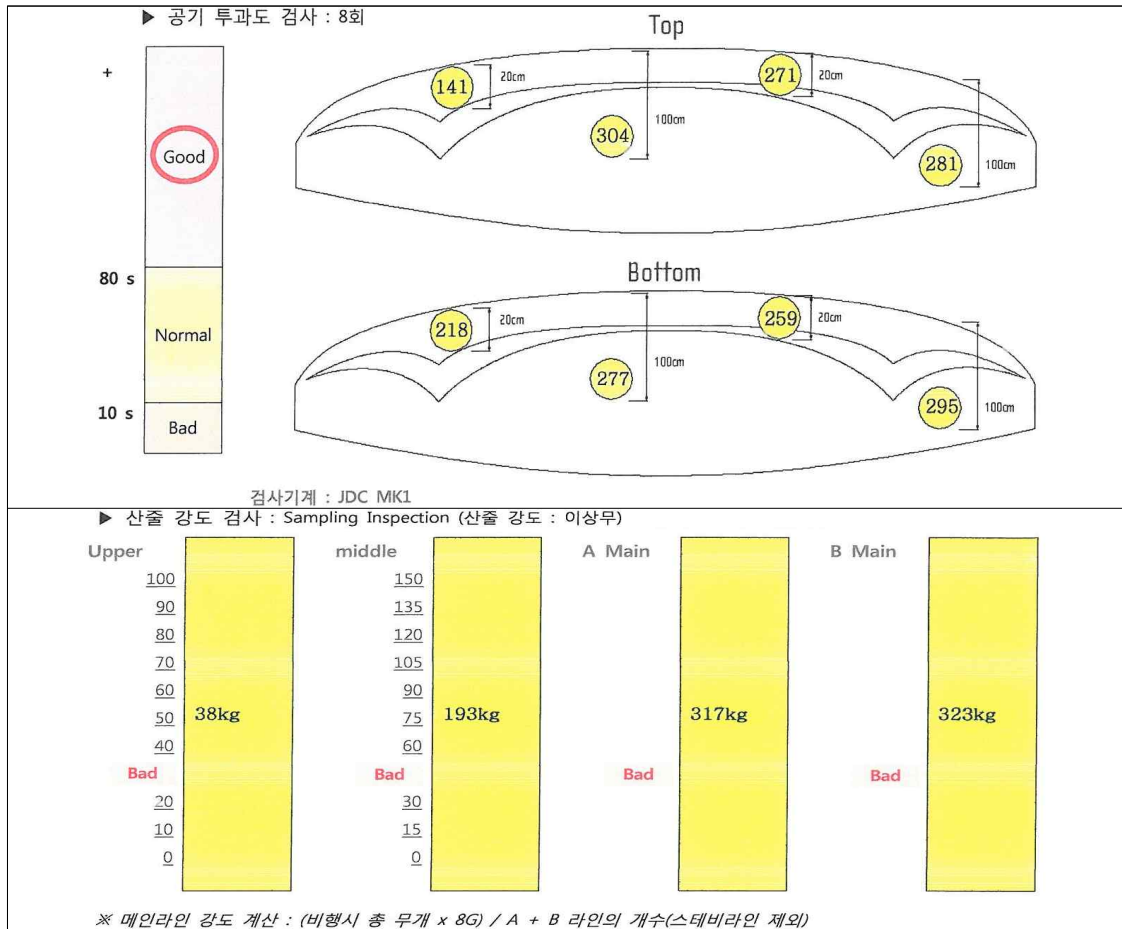 ▶ 공기 투과도 검사 : 8회
+
Good
80 s
Normal
10 s
Bad
Top
141
20cm
271
20cm
304
100cm
281
100cm
Bottom
218
20cm
259
20cm
277
100cm
295
100cm
검사기계 : JDC MK1
▶ 산줄 강도 검사 : Sampling Inspection (산줄 강도 : 이상무)
Upper
100
90
80
70
60
50
40
Bad
20
10
0
38kg
middle
150
135
120
105
90
75
60
Bad
30
15
0
193kg
A Main
Bad
317kg
B Main
Bad
323kg
※ 메인라인 강도 계산 : (비행시 총 무개 x 8G) / A + B 라인의 개수(스테비라인 제외)